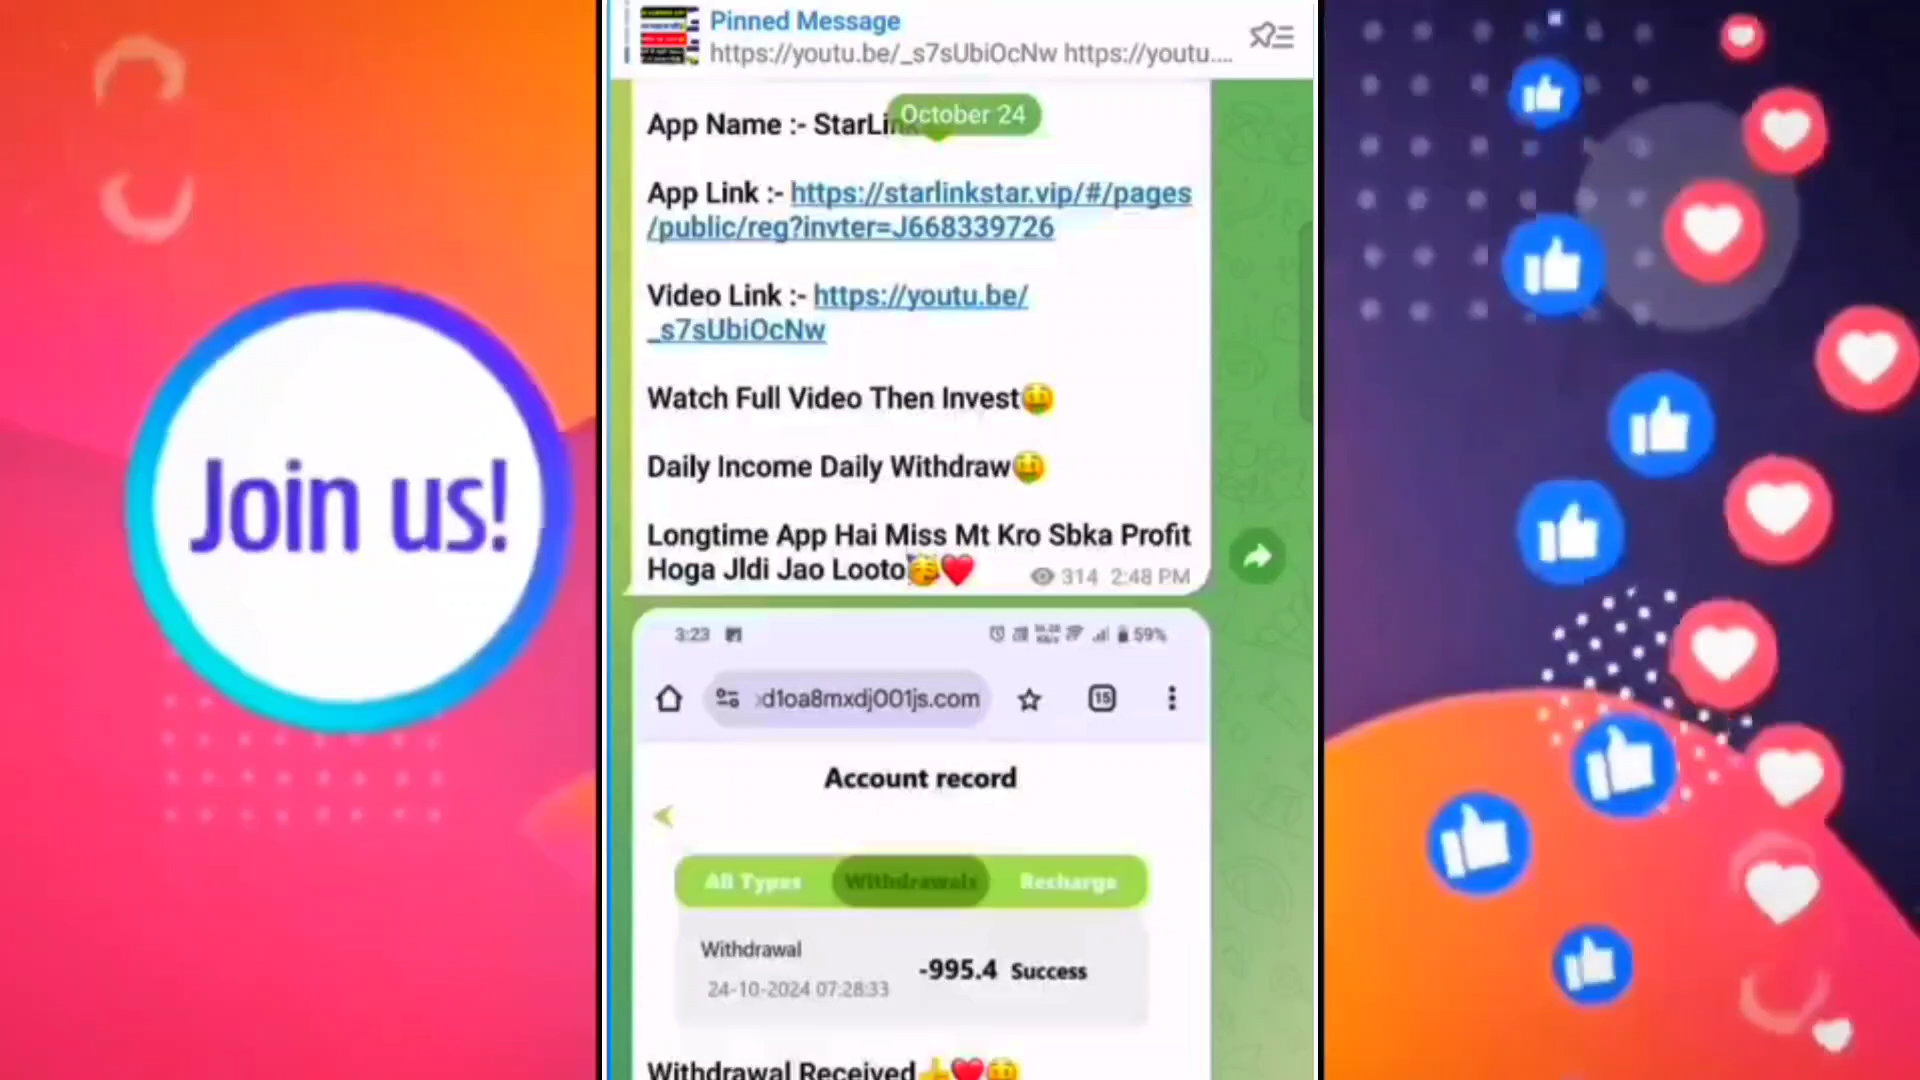 Join us!
Pinned Message
https://youtu.be/_s7sUbiOcNw https://youtu....
October 24
App Name :- StarLink
App Link :- https://starlinkstar.vip/#/pages
/public/reg?invter=J668339726
Video Link :- https://youtu.be/
_s7sUbiOcNw
Watch Full Video Then Invest🤑
Daily Income Daily Withdraw🤑
Longtime App Hai Miss Mt Kro Sbka Profit
Hoga Jldi Jao Looto🥳❤️
314 2:48 PM
3:23
59%
d1oa8mxdj001js.com
15
Account record
All Types Withdrawals Recharge
Withdrawal
-995.4 Success
24-10-2024 07:28:33
Withdrawal Received👍❤️🤑